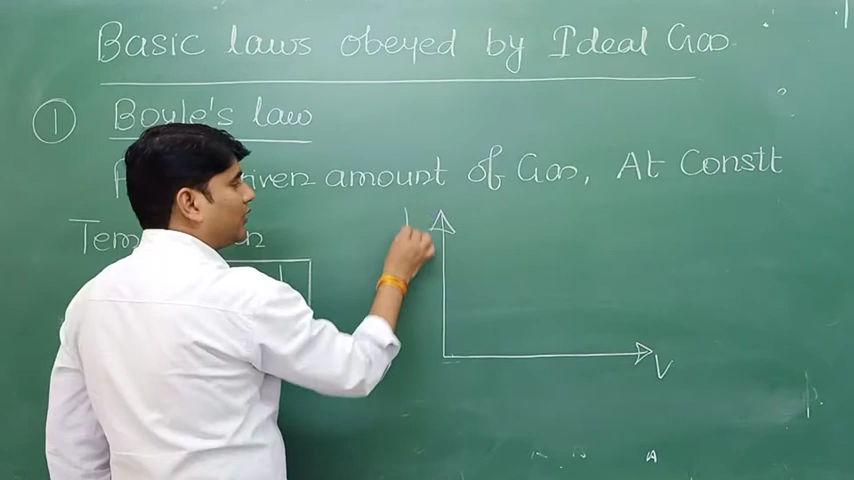 Basic laws obeyed by Ideal Gas
1 Boyle's law
amount of Gas, At Constt
V